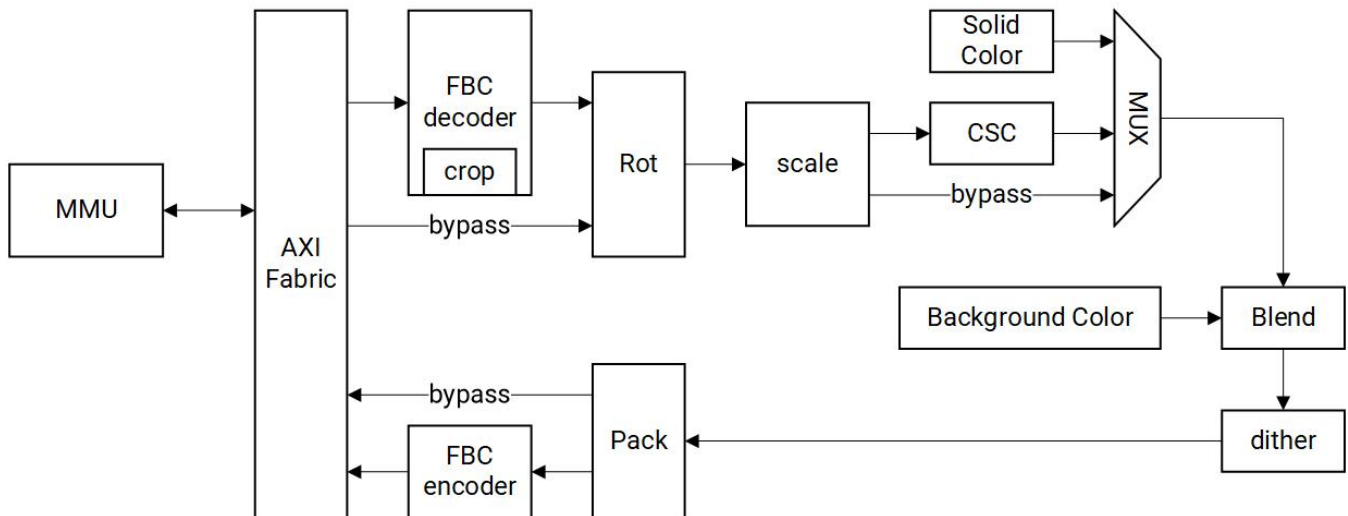 Solid
Color
FBC
decoder
MUX
CSC
Rot
scale
crop
bypass
MMU
bypass
AXI
Fabric
Background Color
Blend
bypass
Pack
dither
FBC
encoder